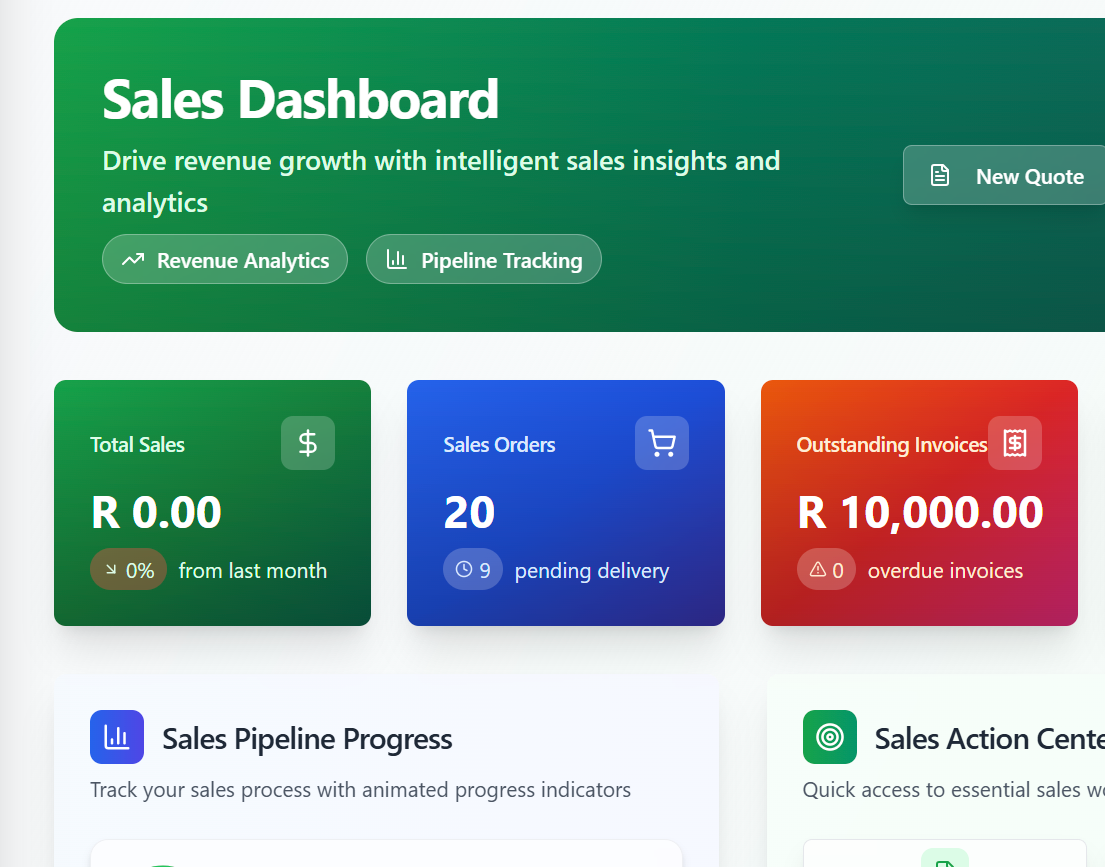 Sales Dashboard
Drive revenue growth with intelligent sales insights and
analytics
New Quote
Revenue Analytics
Pipeline Tracking
Total Sales
R 0.00
0% from last month
Sales Orders
20
9 pending delivery
Outstanding Invoices
R 10,000.00
0 overdue invoices
Sales Pipeline Progress
Track your sales process with animated progress indicators
Sales Action Cente
Quick access to essential sales wo